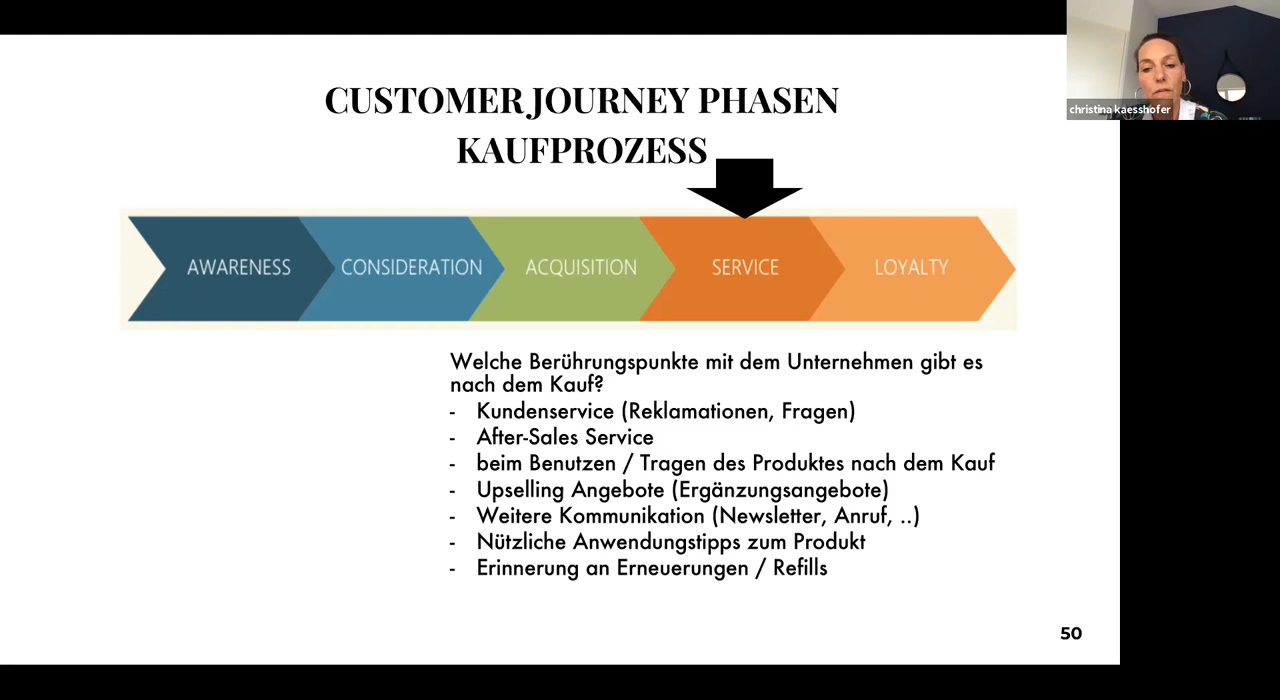 christina kaesshofer
CUSTOMER JOURNEY PHASEN
KAUFPROZESS
AWARENESS
CONSIDERATION
ACQUISITION
SERVICE
LOYALTY
Welche Berührungspunkte mit dem Unternehmen gibt es
nach dem Kauf?
- Kundenservice (Reklamationen, Fragen)
- After-Sales Service
- beim Benutzen / Tragen des Produktes nach dem Kauf
- Upselling Angebote (Ergänzungsangebote)
- Weitere Kommunikation (Newsletter, Anruf, ..)
- Nützliche Anwendungstipps zum Produkt
- Erinnerung an Erneuerungen / Refills
50